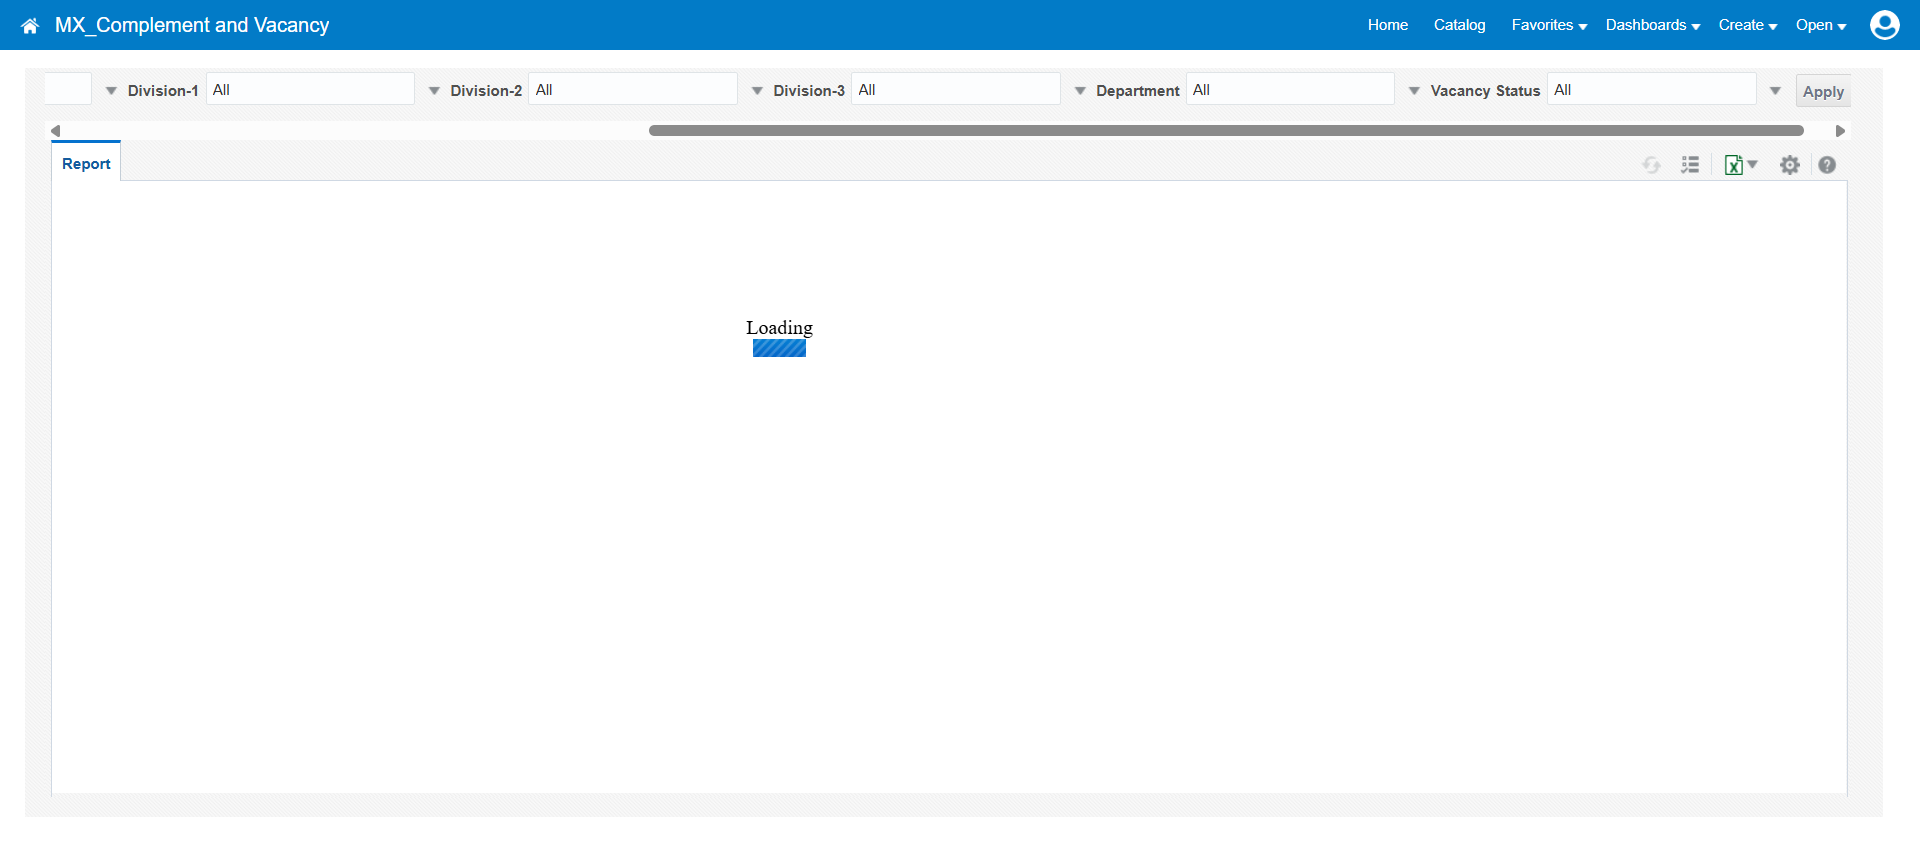 MX_Complement and Vacancy
Home Catalog Favorites Dashboards Create Open
Division-1 All Division-2 All Division-3 All Department All Vacancy Status All Apply
Report
Loading